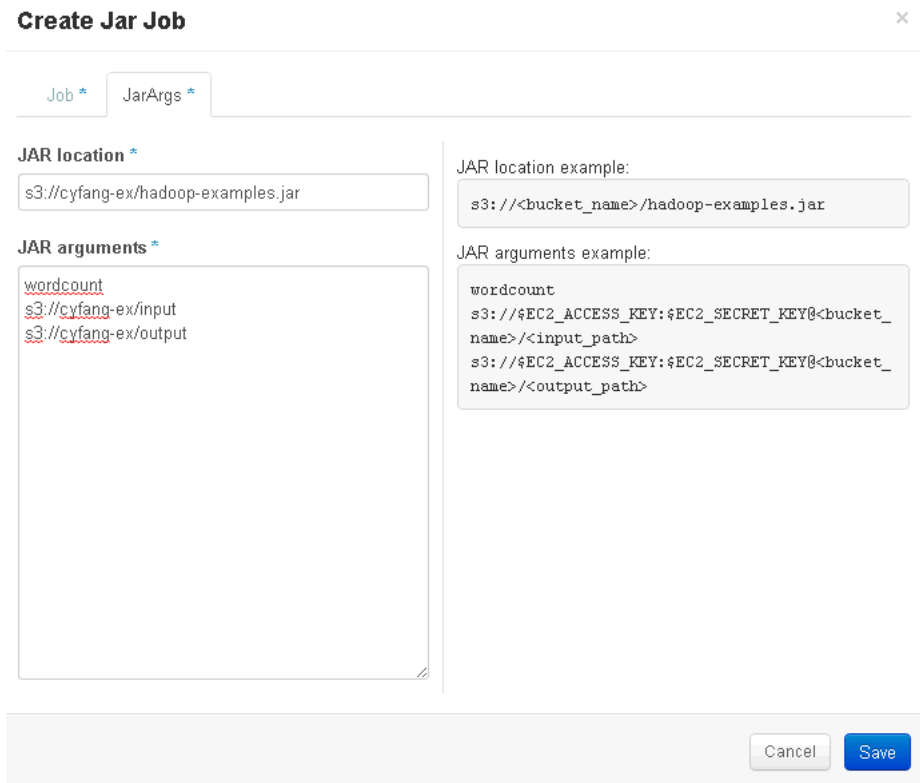 Create Jar Job
×
Job *
JarArgs *
JAR location *
s3://cyfang-ex/hadoop-examples.jar
JAR arguments *
wordcount
s3://cyfang-ex/input
s3://cyfang-ex/output
JAR location example:
s3://<bucket_name>/hadoop-examples.jar
JAR arguments example:
wordcount
s3://$EC2_ACCESS_KEY:$EC2_SECRET_KEY@<bucket_
name>/<input_path>
s3://$EC2_ACCESS_KEY:$EC2_SECRET_KEY@<bucket_
name>/<output_path>
Cancel
Save